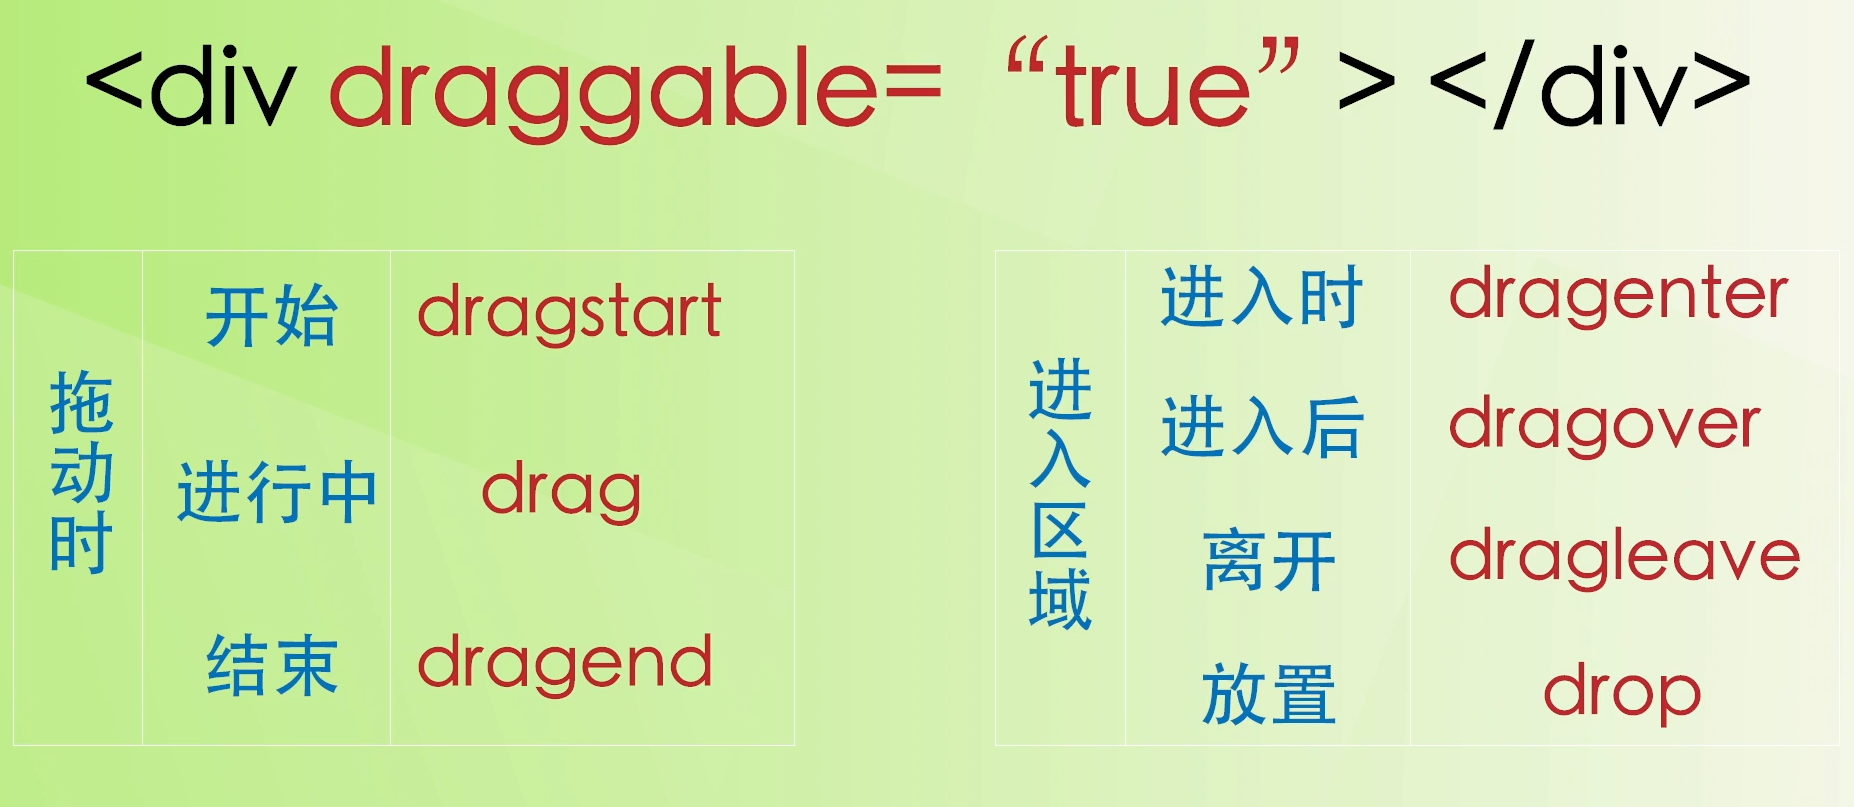 <div draggable= “true” > </div>
拖动时
开始 dragstart
进行中 drag
结束 dragend
进入区域
进入时 dragenter
进入后 dragover
离开 dragleave
放置 drop